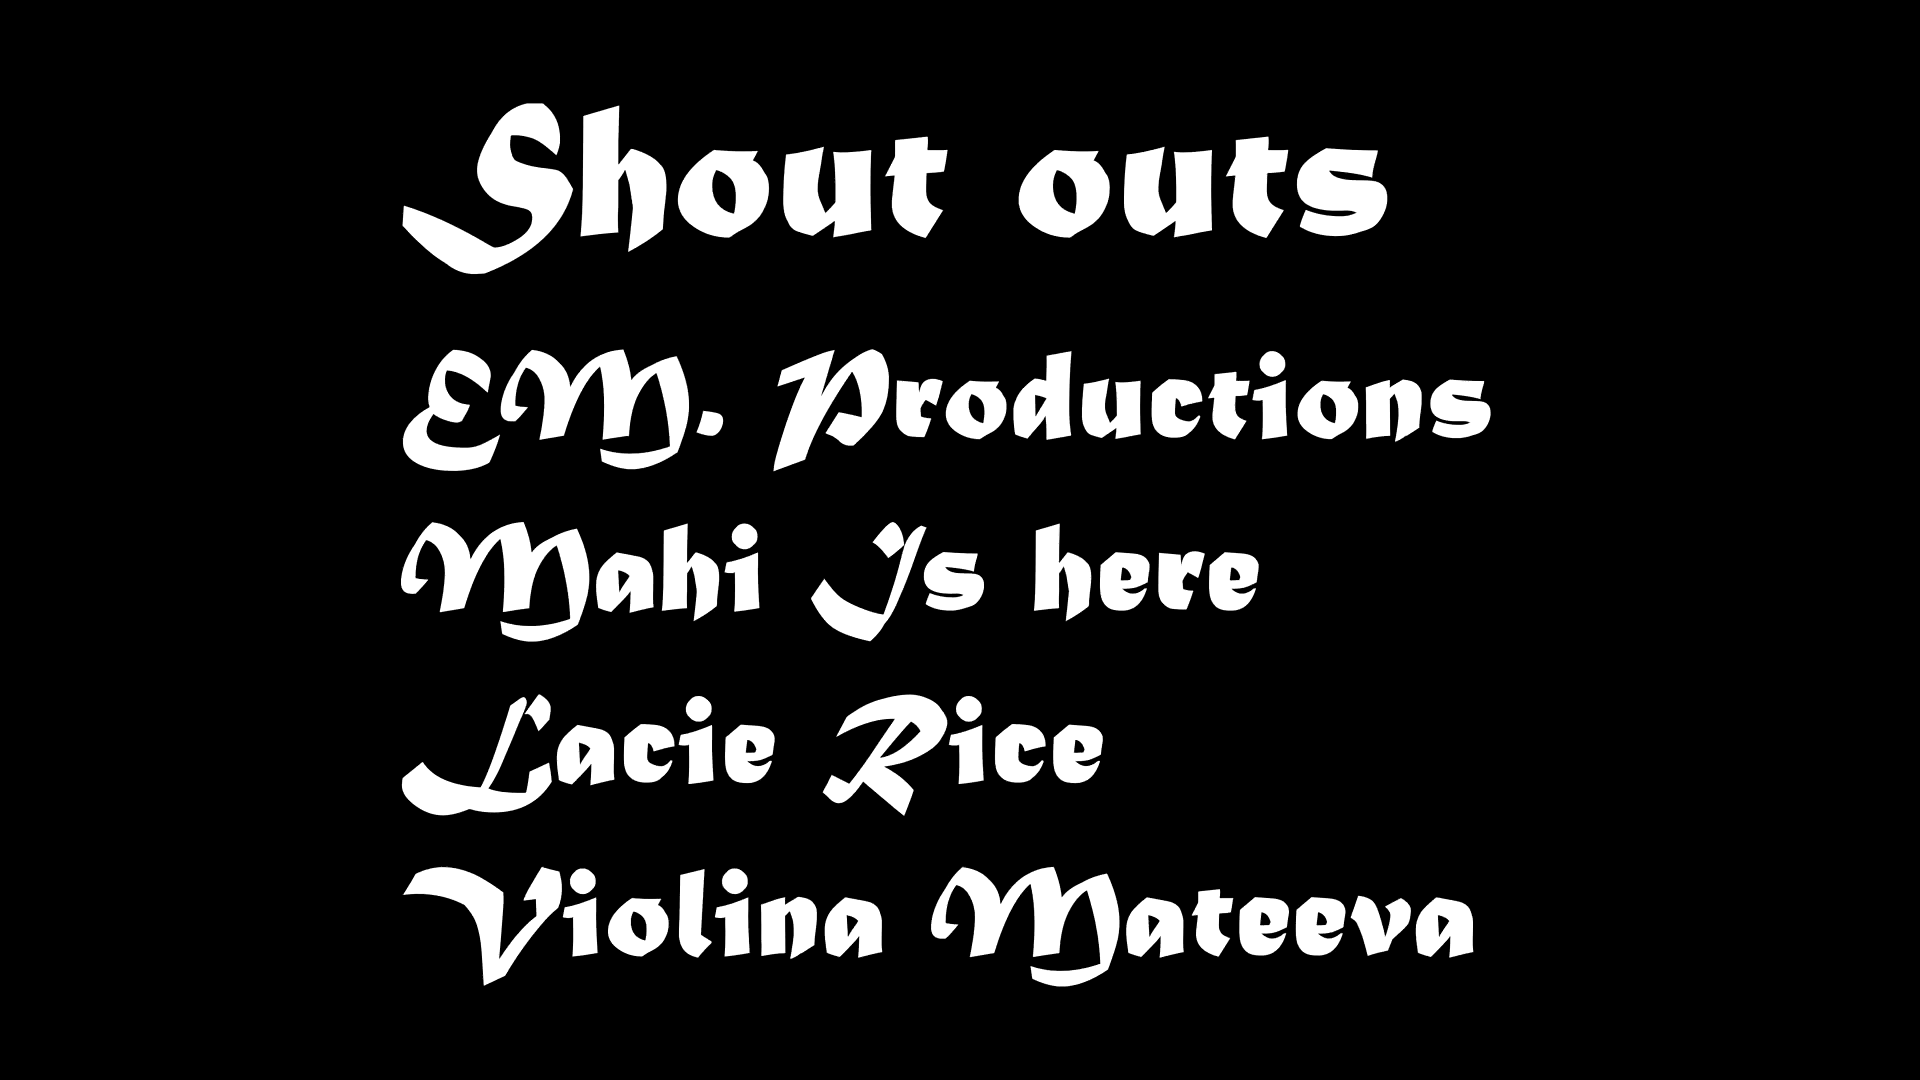 Shout outs
EM. Productions
Mahi Is here
Lacie Rice
Violina Mateeva